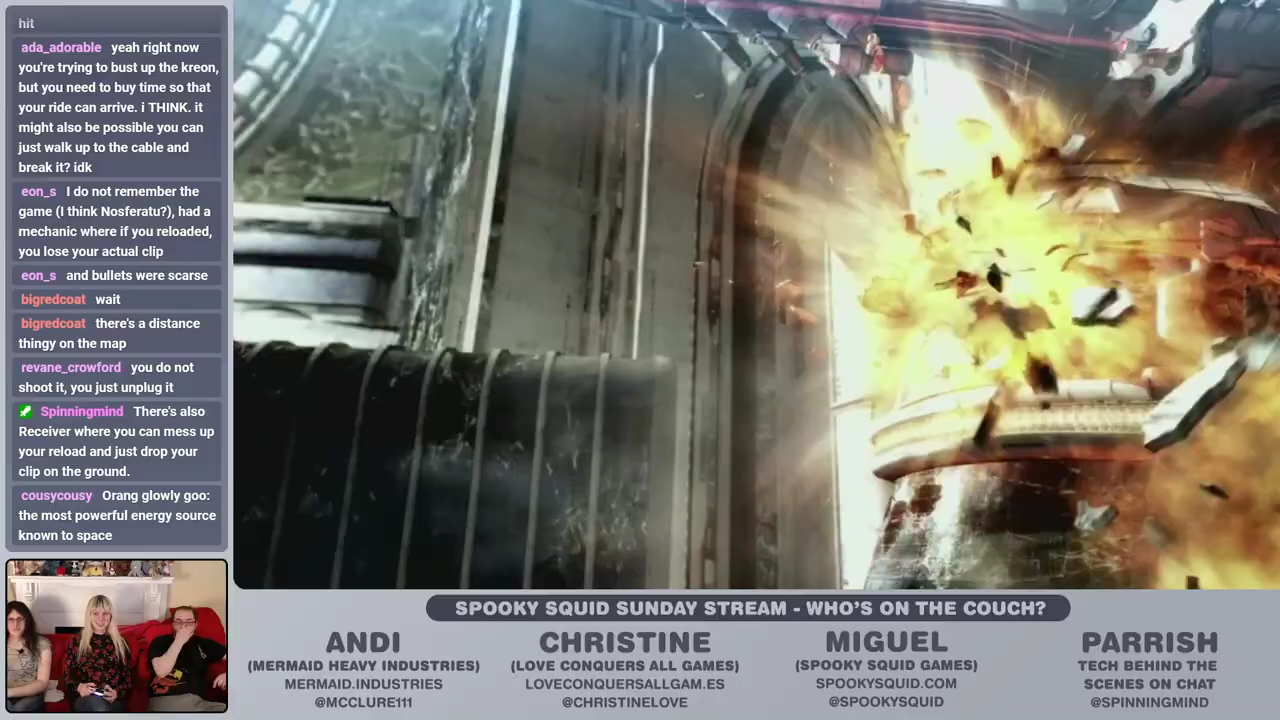 hit
ada_adorable yeah right now
you're trying to bust up the kreon,
but you need to buy time so that
your ride can arrive. i THINK. it
might also be possible you can
just walk up to the cable and
break it? idk
eon_s I do not remember the
game (I think Nosferatu?), had a
mechanic where if you reloaded,
you lose your actual clip
eon_s and bullets were scarse
bigredcoat wait
bigredcoat there's a distance
thingy on the map
revane_crowford you do not
shoot it, you just unplug it
Spinningmind There's also
Receiver where you can mess up
your reload and just drop your
clip on the ground.
cousycousy Orang glowly goo:
the most powerful energy source
known to space
SPOOKY SQUID SUNDAY STREAM - WHO'S ON THE COUCH?
ANDI
(MERMAID HEAVY INDUSTRIES)
MERMAID.INDUSTRIES
@MCCLURE111
CHRISTINE
(LOVE CONQUERS ALL GAMES)
LOVECONQUERSALLGAM.ES
@CHRISTINELOVE
MIGUEL
(SPOOKY SQUID GAMES)
SPOOKYSQUID.COM
@SPOOKYSQUID
PARRISH
TECH BEHIND THE
SCENES ON CHAT
@SPINNINGMIND